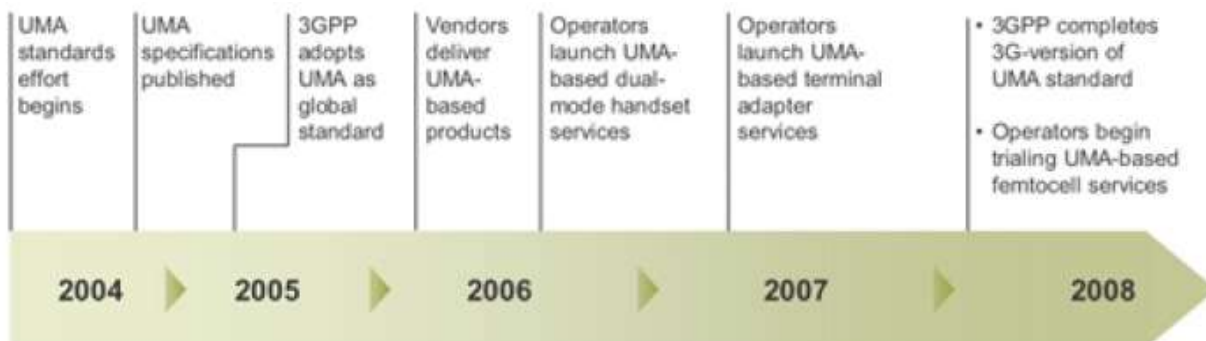 UMA
standards
effort
begins
UMA
specifications
published
3GPP
adopts
UMA as
global
standard
Vendors
deliver
UMA-
based
products
Operators
launch UMA-
based dual-
mode handset
services
Operators
launch UMA-
based terminal
adapter
services
• 3GPP completes
3G-version of
UMA standard
• Operators begin
trialing UMA-based
femtocell services
2004
2005
2006
2007
2008